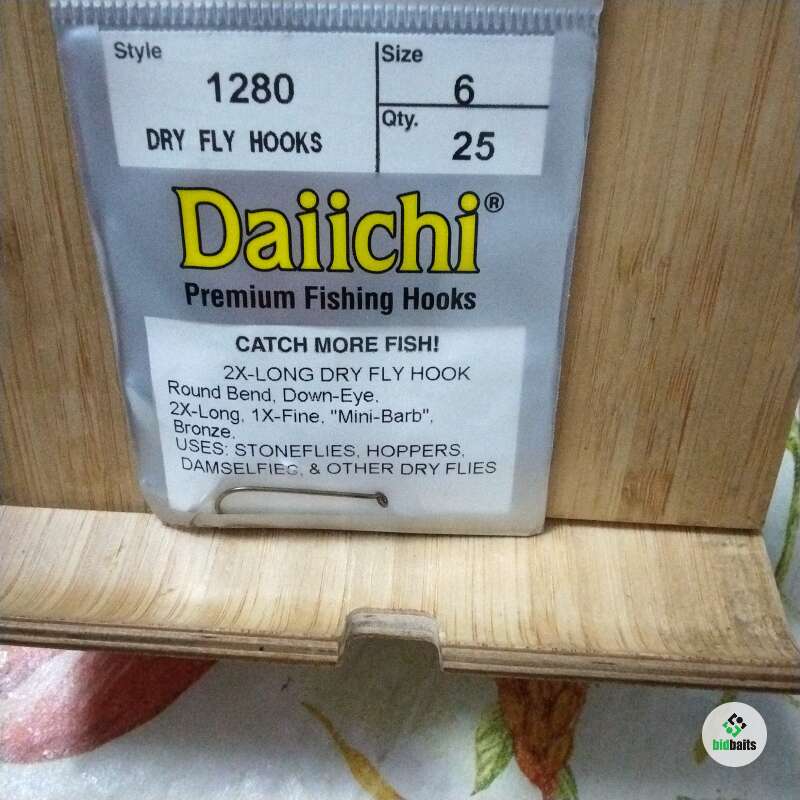 Style
1280
DRY FLY HOOKS
Size
6
Qty.
25
Daiichi®
Premium Fishing Hooks
CATCH MORE FISH!
2X-LONG DRY FLY HOOK
Round Bend, Down-Eye,
2X-Long, 1X-Fine, "Mini-Barb",
Bronze.
USES: STONEFLIES, HOPPERS,
DAMSELFIES, & OTHER DRY FLIES
bidbaits